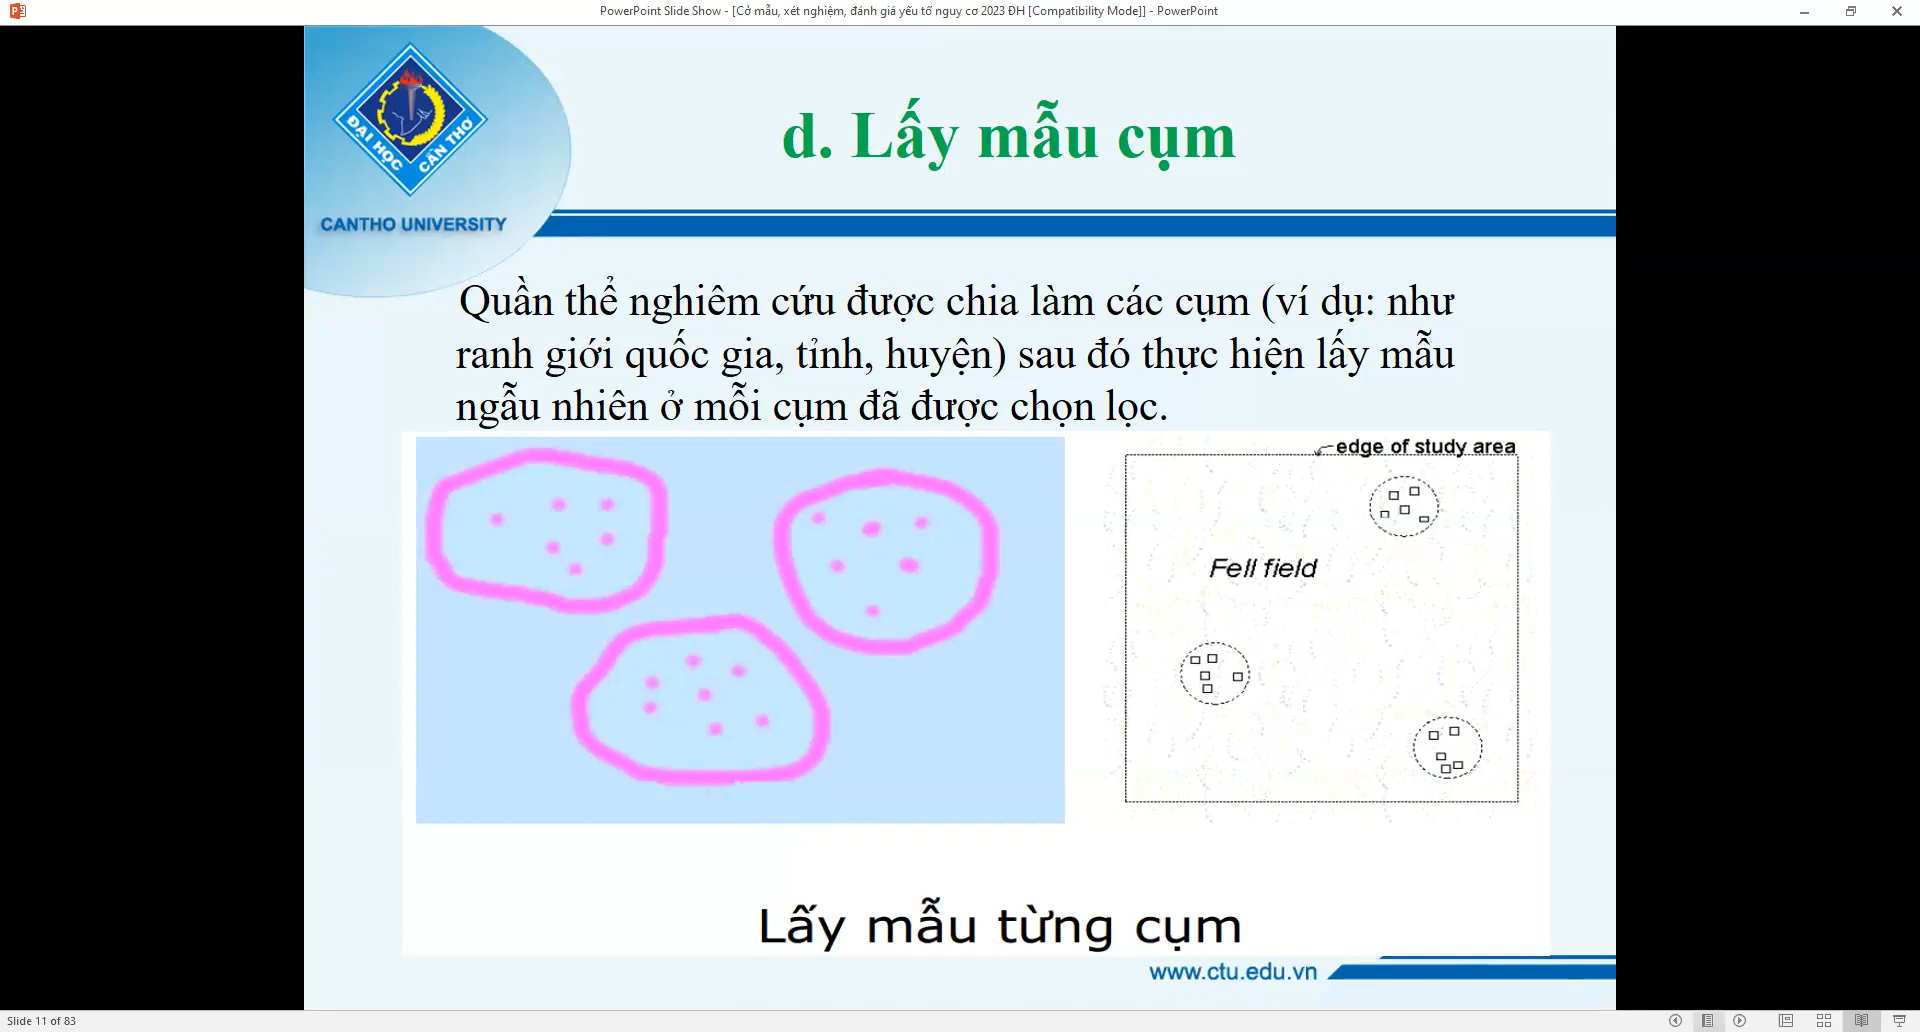 PowerPoint Slide Show - [Cở mẫu, xét nghiệm, đánh giá yếu tố nguy cơ 2023 ĐH [Compatibility Mode]] - PowerPoint
ĐẠI HỌC CẦN THƠ
CANTHO UNIVERSITY
d. Lấy mẫu cụm
Quần thể nghiêm cứu được chia làm các cụm (ví dụ: như
ranh giới quốc gia, tỉnh, huyện) sau đó thực hiện lấy mẫu
ngẫu nhiên ở mỗi cụm đã được chọn lọc.
edge of study area
Fell field
Lấy mẫu từng cụm
www.ctu.edu.vn
Slide 11 of 83